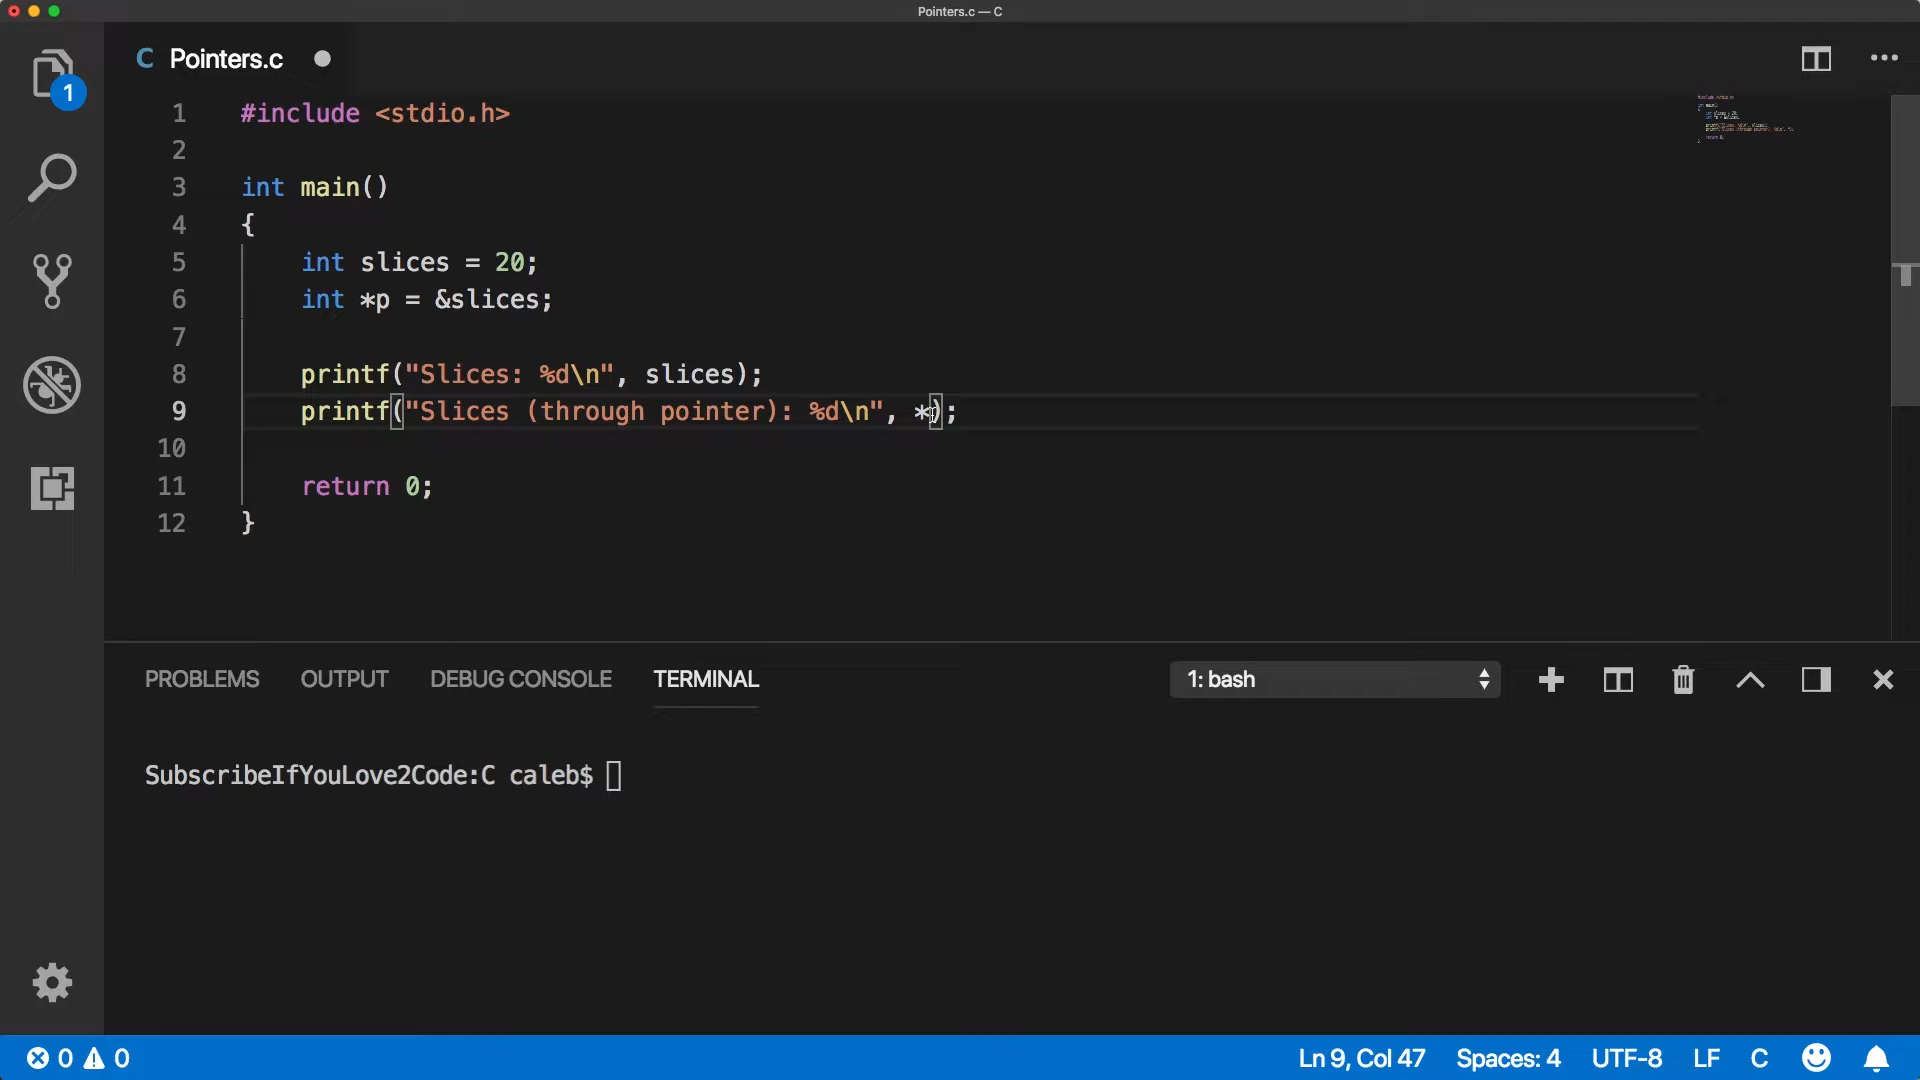 Pointers.c — C
1
C Pointers.c
1 #include <stdio.h>
2
3 int main()
4 {
5 int slices = 20;
6 int *p = &slices;
7
8 printf("Slices: %d\n", slices);
9 printf("Slices (through pointer): %d\n", *);
10
11 return 0;
12 }
PROBLEMS OUTPUT DEBUG CONSOLE TERMINAL 1: bash
SubscribeIfYouLove2Code:C caleb$
0 0 Ln 9, Col 47 Spaces: 4 UTF-8 LF C